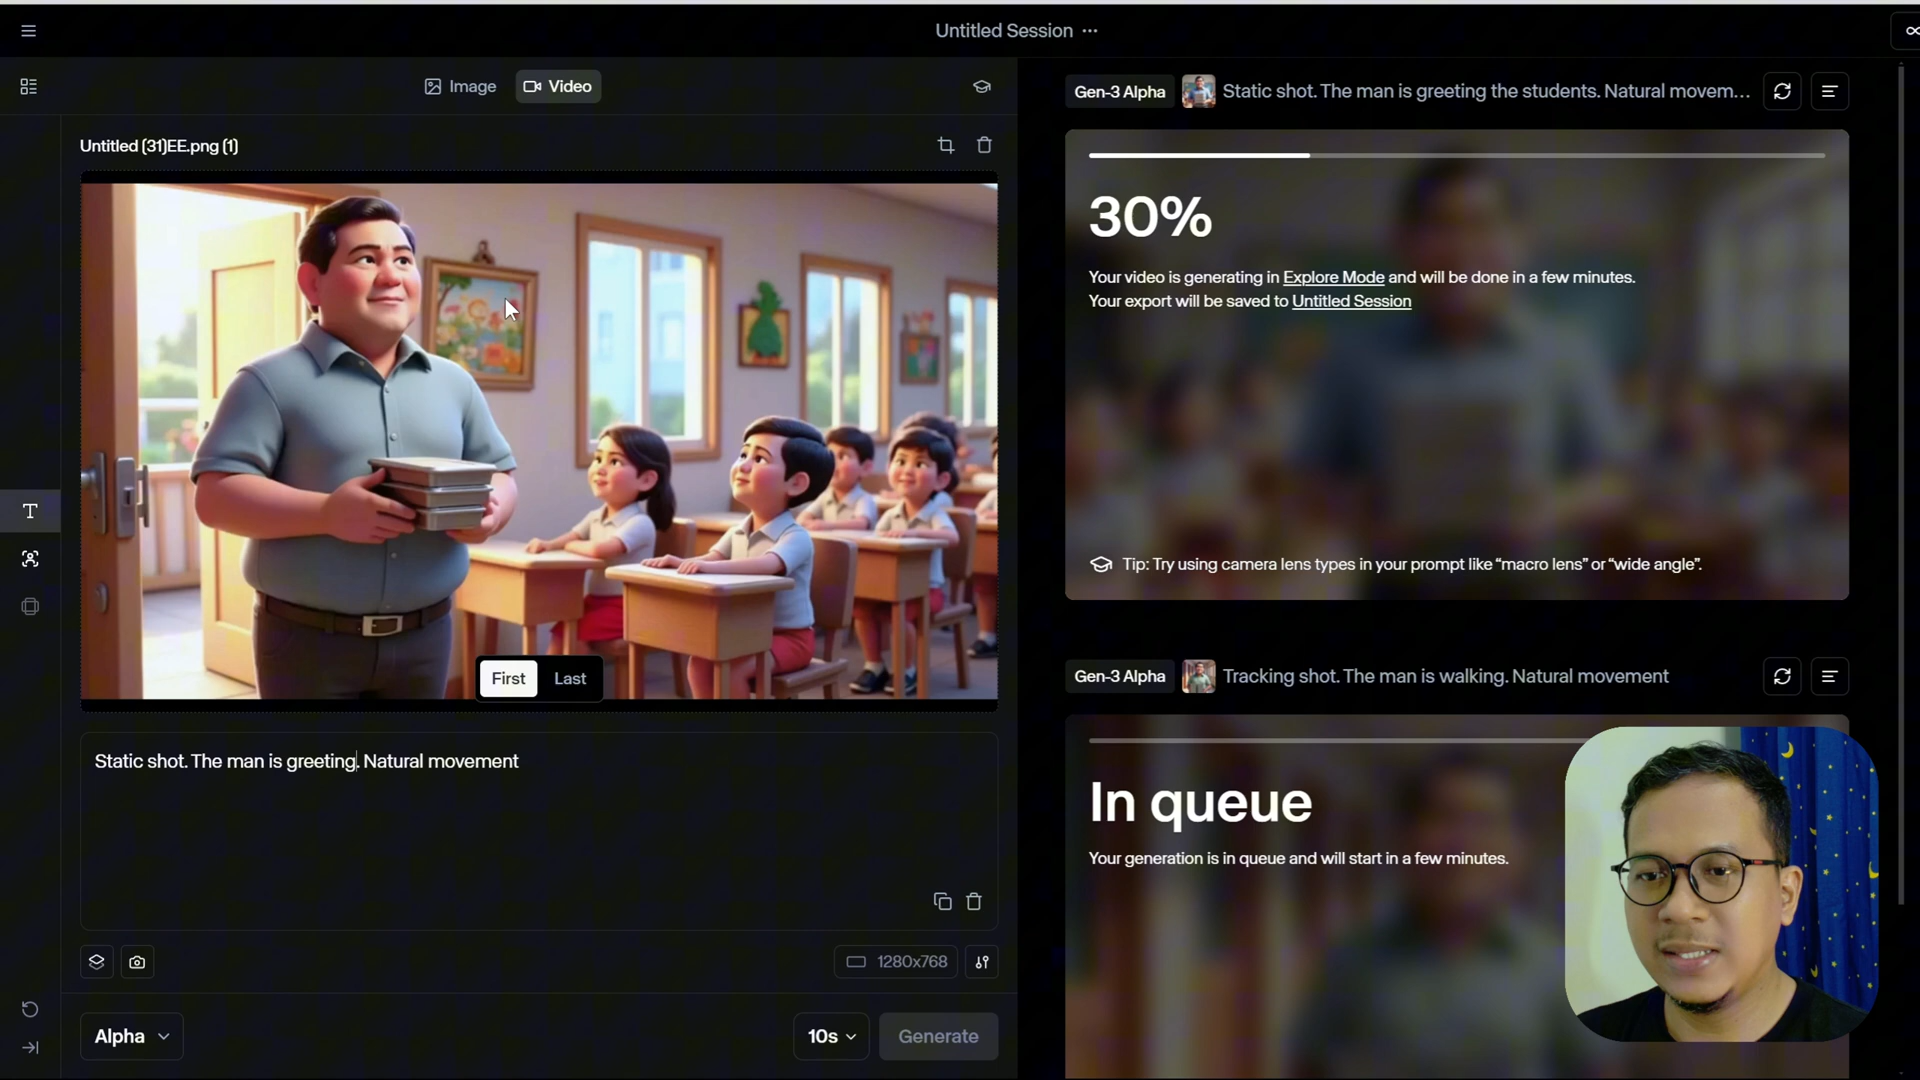 Untitled Session
Image
Video
Untitled (31)EE.png (1)
First
Last
Static shot. The man is greeting. Natural movement
1280x768
Alpha
10s
Generate
Gen-3 Alpha
Static shot. The man is greeting the students. Natural movem...
30%
Your video is generating in Explore Mode and will be done in a few minutes.
Your export will be saved to Untitled Session
Tip: Try using camera lens types in your prompt like “macro lens” or “wide angle”.
Gen-3 Alpha
Tracking shot. The man is walking. Natural movement
In queue
Your generation is in queue and will start in a few minutes.